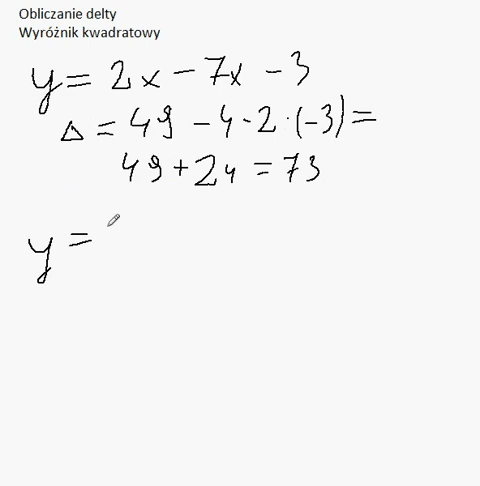 Obliczanie delty
Wyróżnik kwadratowy
y = 2x - 7x - 3
Δ = 49 - 4 · 2 · (-3) =
49 + 24 = 73
y =